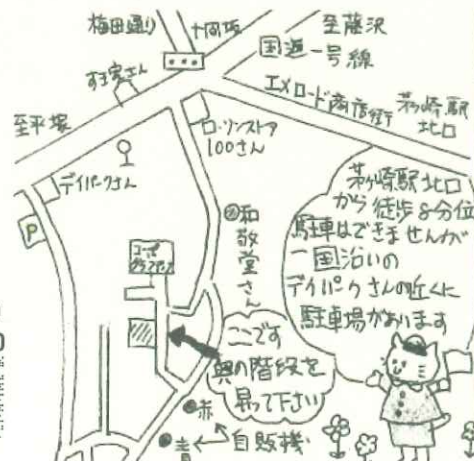 梅田通り
十間坂
至藤沢
国道一号線
すき家さん
エメロード商店街
茅ヶ崎駅
北口
至平塚
ローソンストア
100さん
デイパークさん
P
茅ヶ崎駅北口
から徒歩8分位
駐車はできませんが
一国沿いの
デイパークさんの近くに
駐車場があります
和敬堂さん
コーポ
ここです
奥の階段を
昇って下さい
赤
青
自販機